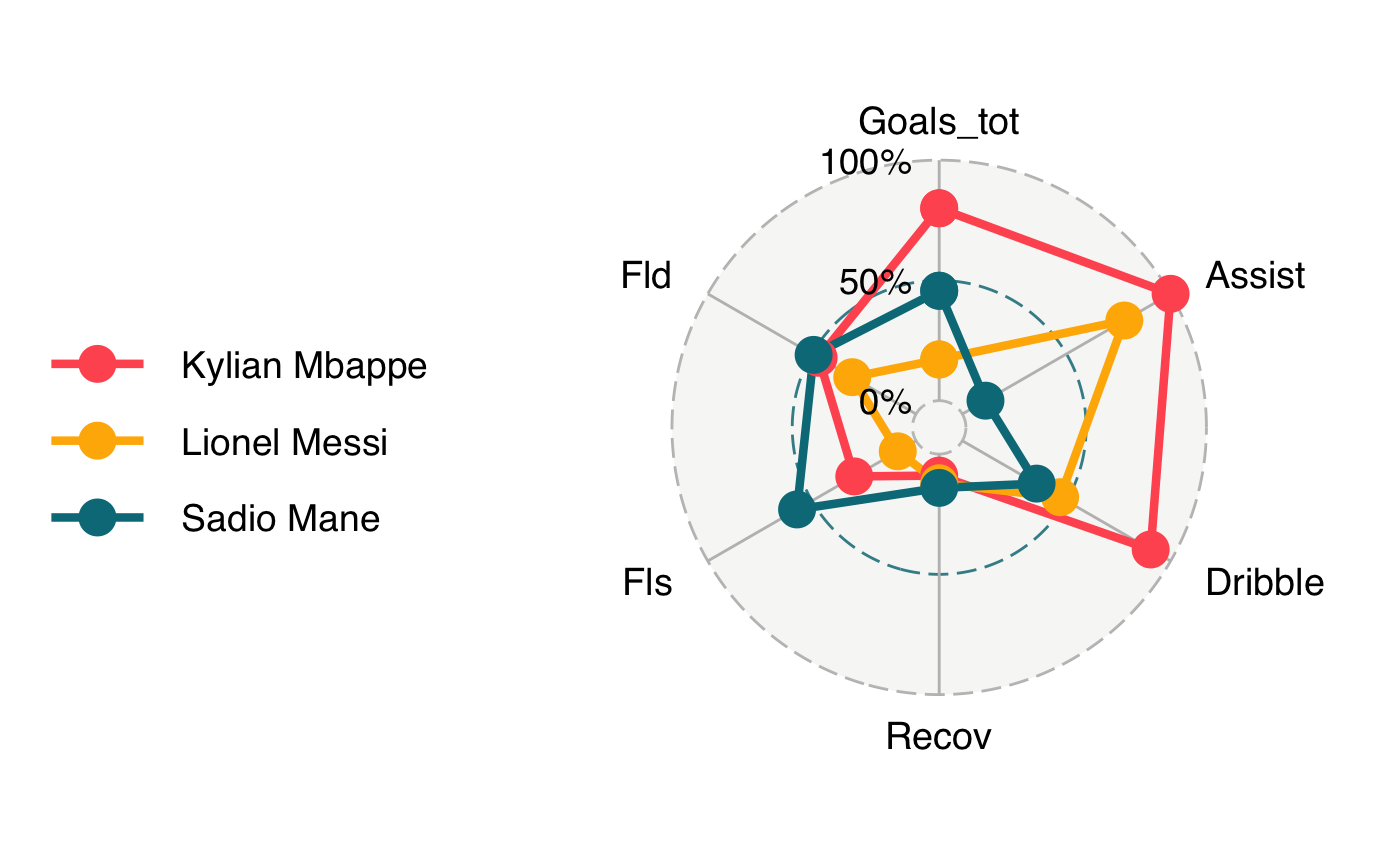 Goals_tot
100%
Fld
50%
Assist
0%
Kylian Mbappe
Lionel Messi
Sadio Mane
Fls
Dribble
Recov